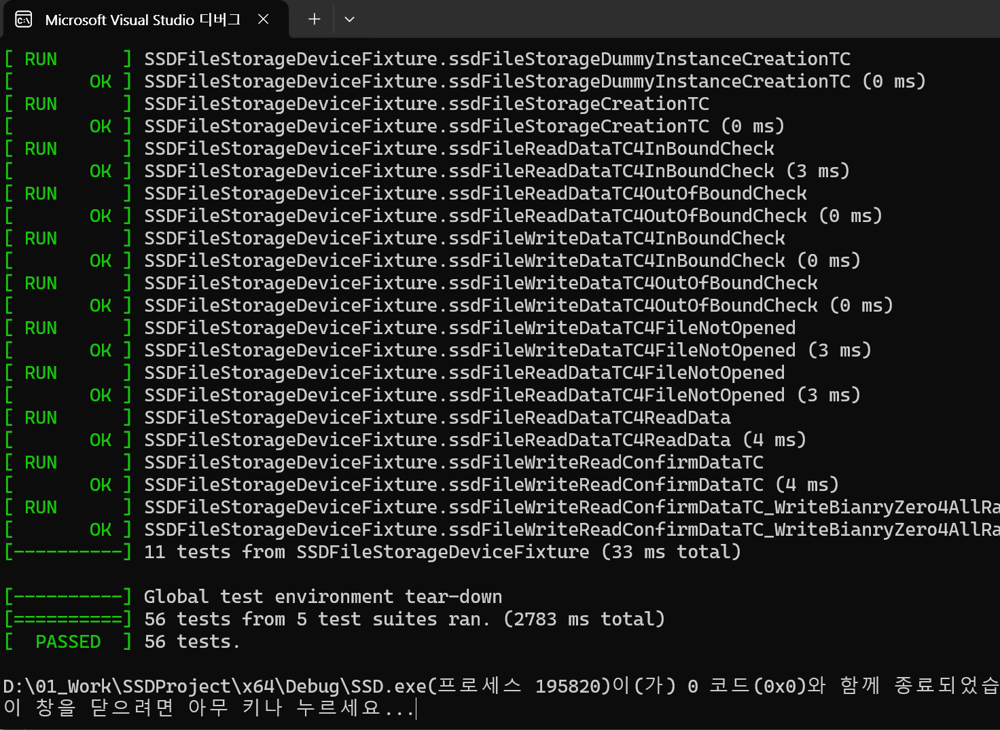 Microsoft Visual Studio 디버그
[ RUN      ] SSDFileStorageDeviceFixture.ssdFileStorageDummyInstanceCreationTC
[       OK ] SSDFileStorageDeviceFixture.ssdFileStorageDummyInstanceCreationTC (0 ms)
[ RUN      ] SSDFileStorageDeviceFixture.ssdFileStorageCreationTC
[       OK ] SSDFileStorageDeviceFixture.ssdFileStorageCreationTC (0 ms)
[ RUN      ] SSDFileStorageDeviceFixture.ssdFileReadDataTC4InBoundCheck
[       OK ] SSDFileStorageDeviceFixture.ssdFileReadDataTC4InBoundCheck (3 ms)
[ RUN      ] SSDFileStorageDeviceFixture.ssdFileReadDataTC4OutOfBoundCheck
[       OK ] SSDFileStorageDeviceFixture.ssdFileReadDataTC4OutOfBoundCheck (0 ms)
[ RUN      ] SSDFileStorageDeviceFixture.ssdFileWriteDataTC4InBoundCheck
[       OK ] SSDFileStorageDeviceFixture.ssdFileWriteDataTC4InBoundCheck (0 ms)
[ RUN      ] SSDFileStorageDeviceFixture.ssdFileWriteDataTC4OutOfBoundCheck
[       OK ] SSDFileStorageDeviceFixture.ssdFileWriteDataTC4OutOfBoundCheck (0 ms)
[ RUN      ] SSDFileStorageDeviceFixture.ssdFileWriteDataTC4FileNotOpened
[       OK ] SSDFileStorageDeviceFixture.ssdFileWriteDataTC4FileNotOpened (3 ms)
[ RUN      ] SSDFileStorageDeviceFixture.ssdFileReadDataTC4FileNotOpened
[       OK ] SSDFileStorageDeviceFixture.ssdFileReadDataTC4FileNotOpened (3 ms)
[ RUN      ] SSDFileStorageDeviceFixture.ssdFileReadDataTC4ReadData
[       OK ] SSDFileStorageDeviceFixture.ssdFileReadDataTC4ReadData (4 ms)
[ RUN      ] SSDFileStorageDeviceFixture.ssdFileWriteReadConfirmDataTC
[       OK ] SSDFileStorageDeviceFixture.ssdFileWriteReadConfirmDataTC (4 ms)
[ RUN      ] SSDFileStorageDeviceFixture.ssdFileWriteReadConfirmDataTC_WriteBianryZero4AllRa
[       OK ] SSDFileStorageDeviceFixture.ssdFileWriteReadConfirmDataTC_WriteBianryZero4AllRa
[----------] 11 tests from SSDFileStorageDeviceFixture (33 ms total)
[----------] Global test environment tear-down
[==========] 56 tests from 5 test suites ran. (2783 ms total)
[  PASSED  ] 56 tests.
D:\01_Work\SSDProject\x64\Debug\SSD.exe(프로세스 195820)이(가) 0 코드(0x0)와 함께 종료되었습
이 창을 닫으려면 아무 키나 누르세요...